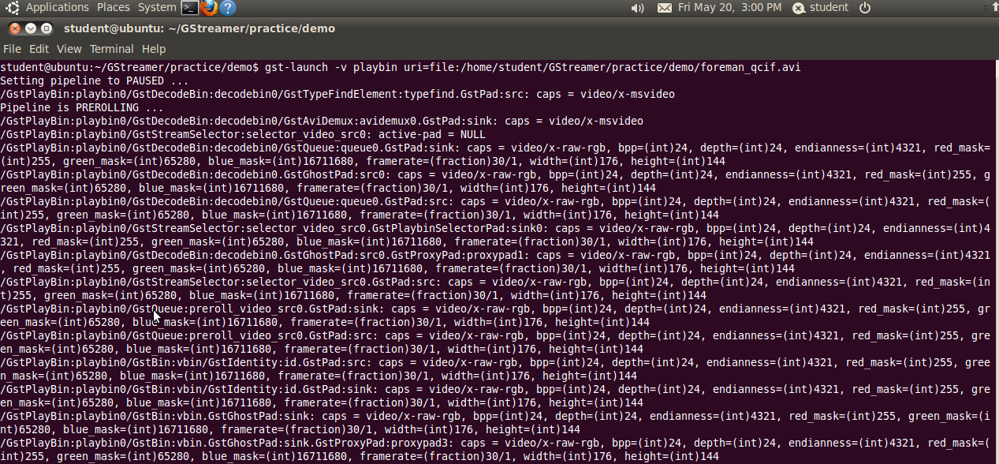 Applications Places System Fri May 20, 3:00 PM student
student@ubuntu: ~/GStreamer/practice/demo
File Edit View Terminal Help
student@ubuntu:~/GStreamer/practice/demo$ gst-launch -v playbin uri=file:/home/student/GStreamer/practice/demo/foreman_qcif.avi
Setting pipeline to PAUSED ...
/GstPlayBin:playbin0/GstDecodeBin:decodebin0/GstTypeFindElement:typefind.GstPad:src: caps = video/x-msvideo
Pipeline is PREROLLING ...
/GstPlayBin:playbin0/GstDecodeBin:decodebin0/GstAviDemux:avidemux0.GstPad:sink: caps = video/x-msvideo
/GstPlayBin:playbin0/GstStreamSelector:selector_video_src0: active-pad = NULL
/GstPlayBin:playbin0/GstDecodeBin:decodebin0/GstQueue:queue0.GstPad:sink: caps = video/x-raw-rgb, bpp=(int)24, depth=(int)24, endianness=(int)4321, red_mask=
(int)255, green_mask=(int)65280, blue_mask=(int)16711680, framerate=(fraction)30/1, width=(int)176, height=(int)144
/GstPlayBin:playbin0/GstDecodeBin:decodebin0.GstGhostPad:src0: caps = video/x-raw-rgb, bpp=(int)24, depth=(int)24, endianness=(int)4321, red_mask=(int)255, g
reen_mask=(int)65280, blue_mask=(int)16711680, framerate=(fraction)30/1, width=(int)176, height=(int)144
/GstPlayBin:playbin0/GstDecodeBin:decodebin0/GstQueue:queue0.GstPad:src: caps = video/x-raw-rgb, bpp=(int)24, depth=(int)24, endianness=(int)4321, red_mask=(
int)255, green_mask=(int)65280, blue_mask=(int)16711680, framerate=(fraction)30/1, width=(int)176, height=(int)144
/GstPlayBin:playbin0/GstStreamSelector:selector_video_src0.GstPlaybinSelectorPad:sink0: caps = video/x-raw-rgb, bpp=(int)24, depth=(int)24, endianness=(int)4
321, red_mask=(int)255, green_mask=(int)65280, blue_mask=(int)16711680, framerate=(fraction)30/1, width=(int)176, height=(int)144
/GstPlayBin:playbin0/GstDecodeBin:decodebin0.GstGhostPad:src0.GstProxyPad:proxypad1: caps = video/x-raw-rgb, bpp=(int)24, depth=(int)24, endianness=(int)4321
, red_mask=(int)255, green_mask=(int)65280, blue_mask=(int)16711680, framerate=(fraction)30/1, width=(int)176, height=(int)144
/GstPlayBin:playbin0/GstStreamSelector:selector_video_src0.GstPad:src: caps = video/x-raw-rgb, bpp=(int)24, depth=(int)24, endianness=(int)4321, red_mask=(in
t)255, green_mask=(int)65280, blue_mask=(int)16711680, framerate=(fraction)30/1, width=(int)176, height=(int)144
/GstPlayBin:playbin0/GstQueue:preroll_video_src0.GstPad:sink: caps = video/x-raw-rgb, bpp=(int)24, depth=(int)24, endianness=(int)4321, red_mask=(int)255, gr
een_mask=(int)65280, blue_mask=(int)16711680, framerate=(fraction)30/1, width=(int)176, height=(int)144
/GstPlayBin:playbin0/GstQueue:preroll_video_src0.GstPad:src: caps = video/x-raw-rgb, bpp=(int)24, depth=(int)24, endianness=(int)4321, red_mask=(int)255, gre
en_mask=(int)65280, blue_mask=(int)16711680, framerate=(fraction)30/1, width=(int)176, height=(int)144
/GstPlayBin:playbin0/GstBin:vbin/GstIdentity:id.GstPad:src: caps = video/x-raw-rgb, bpp=(int)24, depth=(int)24, endianness=(int)4321, red_mask=(int)255, gree
n_mask=(int)65280, blue_mask=(int)16711680, framerate=(fraction)30/1, width=(int)176, height=(int)144
/GstPlayBin:playbin0/GstBin:vbin/GstIdentity:id.GstPad:sink: caps = video/x-raw-rgb, bpp=(int)24, depth=(int)24, endianness=(int)4321, red_mask=(int)255, gre
en_mask=(int)65280, blue_mask=(int)16711680, framerate=(fraction)30/1, width=(int)176, height=(int)144
/GstPlayBin:playbin0/GstBin:vbin.GstGhostPad:sink: caps = video/x-raw-rgb, bpp=(int)24, depth=(int)24, endianness=(int)4321, red_mask=(int)255, green_mask=(i
nt)65280, blue_mask=(int)16711680, framerate=(fraction)30/1, width=(int)176, height=(int)144
/GstPlayBin:playbin0/GstBin:vbin.GstGhostPad:sink.GstProxyPad:proxypad3: caps = video/x-raw-rgb, bpp=(int)24, depth=(int)24, endianness=(int)4321, red_mask=(
int)255, green_mask=(int)65280, blue_mask=(int)16711680, framerate=(fraction)30/1, width=(int)176, height=(int)144